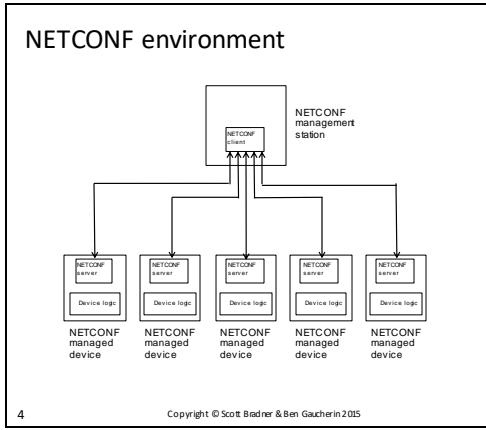 NETCONF environment
NETCONF
management
station
NETCONF
client
NETCONF
server
NETCONF
server
NETCONF
server
NETCONF
server
NETCONF
server
Device logic
Device logic
Device logic
Device logic
Device logic
NETCONF
managed
device
NETCONF
managed
device
NETCONF
managed
device
NETCONF
managed
device
NETCONF
managed
device
4
Copyright © Scott Bradner & Ben Gaucherin 2015